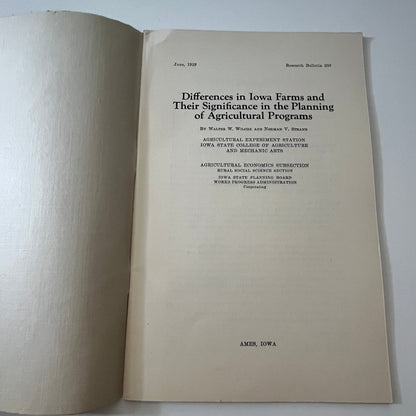 June, 1939 Research Bulletin 260
Differences in Iowa Farms and
Their Significance in the Planning
of Agricultural Programs
By Walter W. Wilcox and Norman V. Strand
AGRICULTURAL EXPERIMENT STATION
IOWA STATE COLLEGE OF AGRICULTURE
AND MECHANIC ARTS
AGRICULTURAL ECONOMICS SUBSECTION
RURAL SOCIAL SCIENCE SECTION
IOWA STATE PLANNING BOARD
WORKS PROGRESS ADMINISTRATION
Cooperating
AMES, IOWA